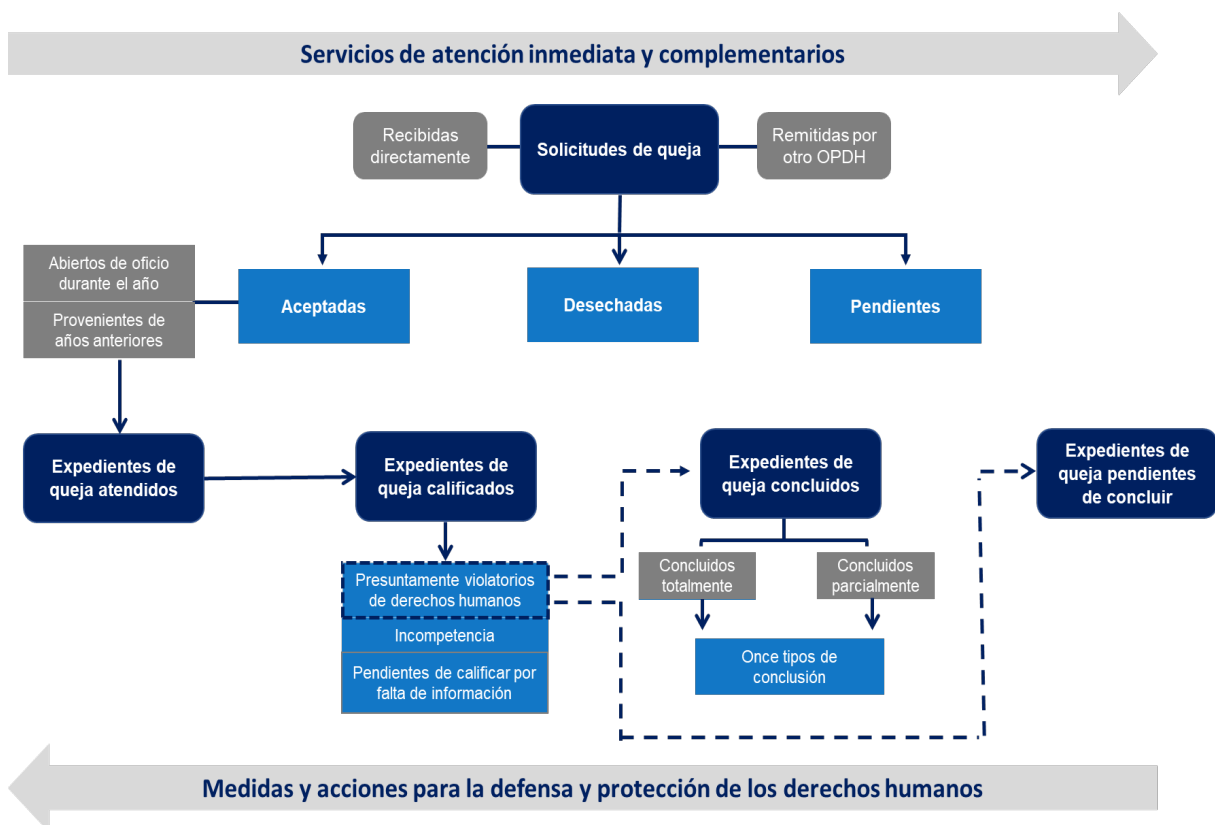 Servicios de atención inmediata y complementarios
Recibidas
directamente
Solicitudes de queja
Remitidas por
otro OPDH
Abiertos de oficio
durante el año
Provenientes de
años anteriores
Aceptadas
Desechadas
Pendientes
Expedientes de
queja atendidos
Expedientes de
queja calificados
Expedientes de
queja concluidos
Expedientes de
queja pendientes
de concluir
Presuntamente violatorios
de derechos humanos
Incompetencia
Pendientes de calificar por
falta de información
Concluidos
totalmente
Concluidos
parcialmente
Once tipos de
conclusión
Medidas y acciones para la defensa y protección de los derechos humanos